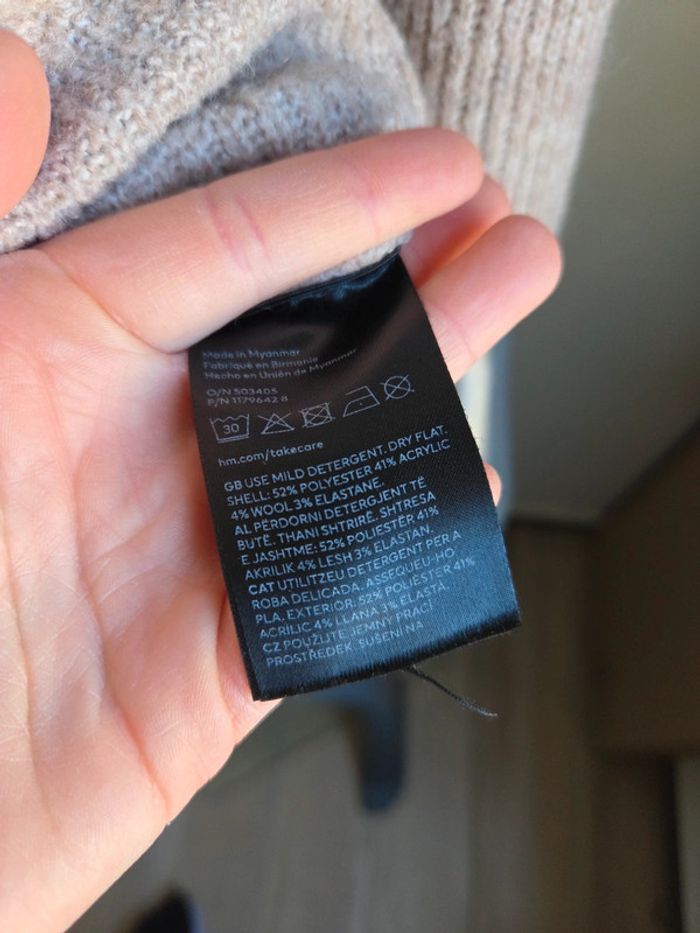 Made in Myanmar
Fabriqué en Birmanie
Hecho en Unión de Myanmar
O/N 503405
P/N 1179642 8
30
hm.com/takecare
GB USE MILD DETERGENT. DRY FLAT.
SHELL: 52% POLYESTER 41% ACRYLIC
4% WOOL 3% ELASTANE.
AL PËRDORNI DETERGJENT TË
BUTË. THANI SHTRIRË. SHTRESA
E JASHTME: 52% POLIESTËR 41%
AKRILIK 4% LESH 3% ELASTAN.
CAT UTILITZEU DETERGENT PER A
ROBA DELICADA. ASSEQUEU-HO
PLA. EXTERIOR: 52% POLIÈSTER 41%
ACRÍLIC 4% LLANA 3% ELASTÀ.
CZ POUŽIJTE JEMNÝ PRACÍ
PROSTŘEDEK. SUŠENÍ NA